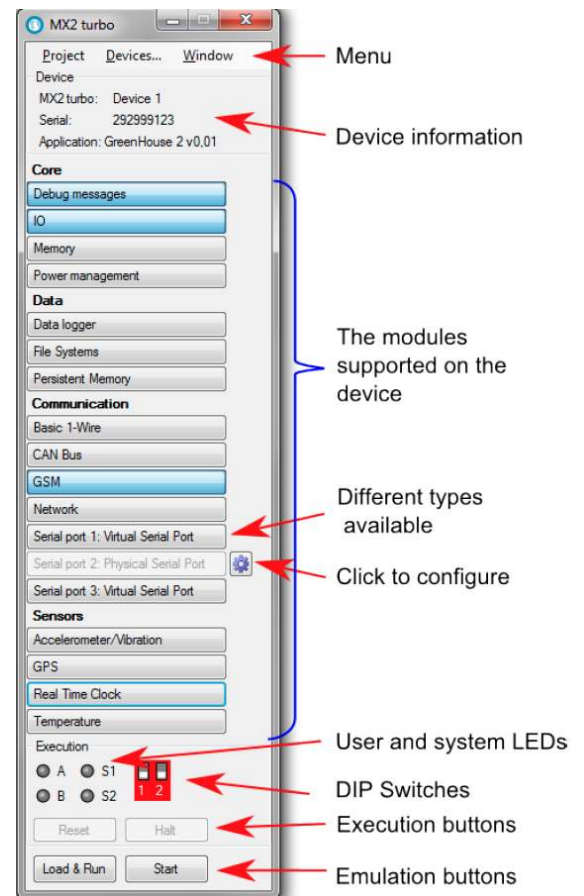 MX2 turbo
Project Devices... Window
Menu
Device
MX2 turbo: Device 1
Serial: 292999123
Application: GreenHouse 2 v0,01
Device information
Core
Debug messages
IO
Memory
Power management
Data
Data logger
File Systems
Persistent Memory
The modules
supported on the
device
Communication
Basic 1-Wire
CAN Bus
GSM
Network
Serial port 1: Virtual Serial Port
Different types
available
Serial port 2: Physical Serial Port
Click to configure
Serial port 3: Virtual Serial Port
Sensors
Accelerometer/Vibration
GPS
Real Time Clock
Temperature
Execution
User and system LEDs
A S1
B S2
1 2
DIP Switches
Reset Halt
Execution buttons
Load & Run Start
Emulation buttons